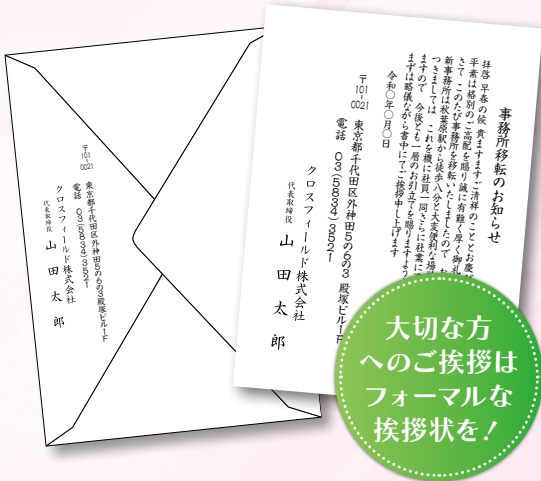 事務所移転のお知らせ
拝啓 早春の候 貴ますますご清祥のこととお慶び
平素は格別のご高配を賜り誠に有難く厚く御礼
さて このたび事務所を移転いたしましたので お
新事務所は秋葉原駅から徒歩八分と大変便利な場
つきましては これを機に社員一同さらに社業に
ますので 今後とも一層のお引立てを賜りますよう
まずは略儀ながら書中にてご挨拶申し上げます
令和〇年〇月〇日
〒101-0021 東京都千代田区外神田5の6の3 殿塚ビル1F
電話 03(5834)3521
クロスフィールド株式会社
代表取締役 山田太郎
〒101-0021 東京都千代田区外神田5の6の3 殿塚ビル1F
電話 03(5834)3521
クロスフィールド株式会社
代表取締役 山田太郎
大切な方
へのご挨拶は
フォーマルな
挨拶状を!